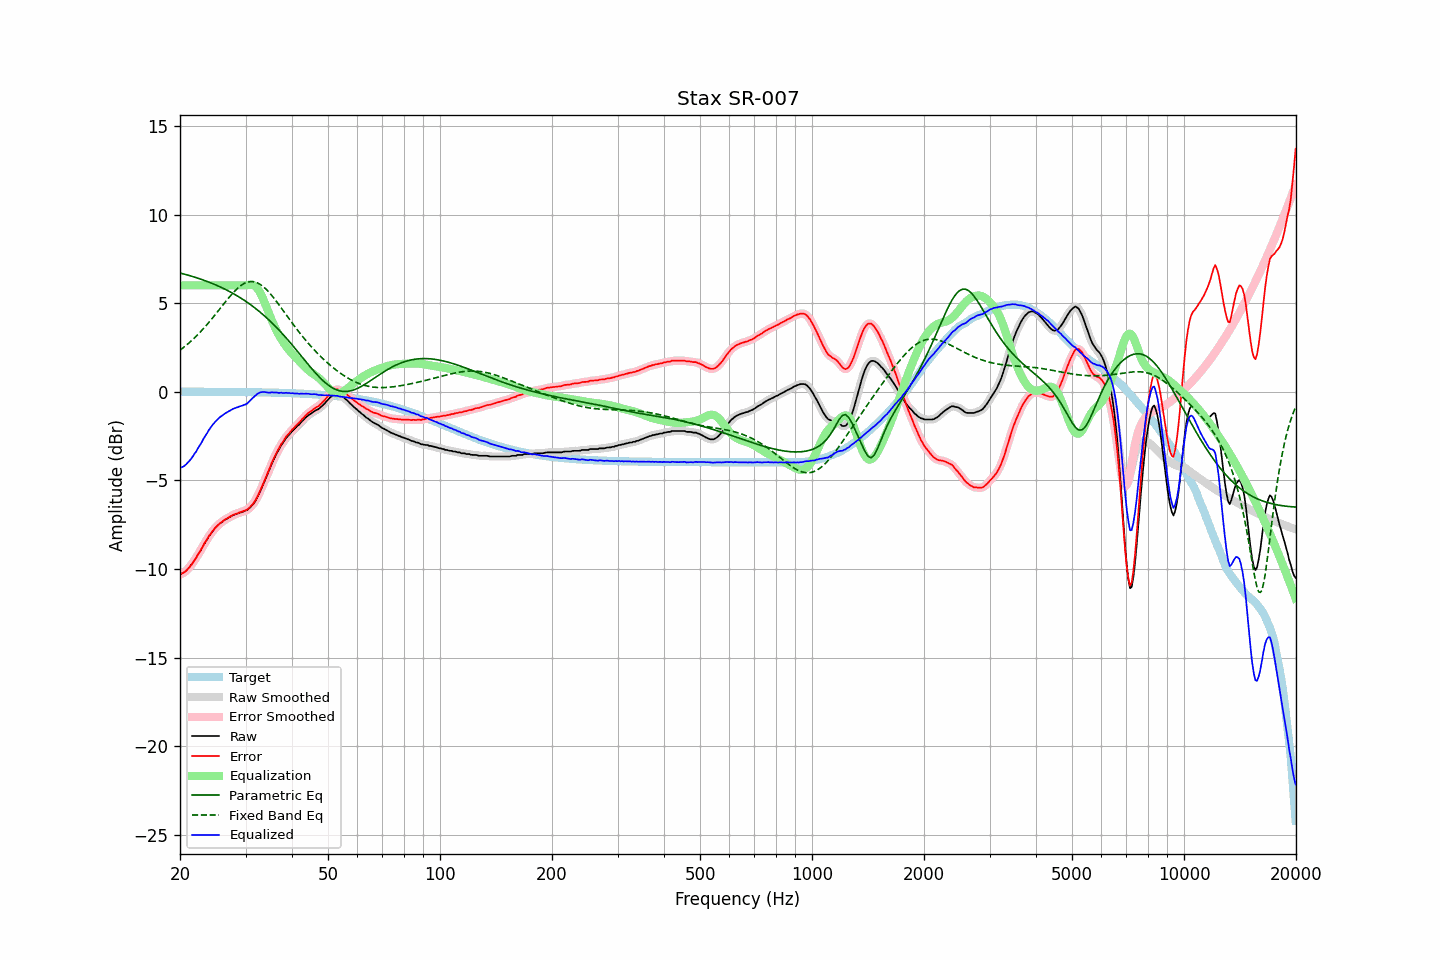 Stax SR-007
Amplitude (dBr)
15
10
5
0
−5
−10
−15
−20
−25
Target
Raw Smoothed
Error Smoothed
Raw
Error
Equalization
Parametric Eq
Fixed Band Eq
Equalized
20 50 100 200 500 1000 2000 5000 10000 20000
Frequency (Hz)